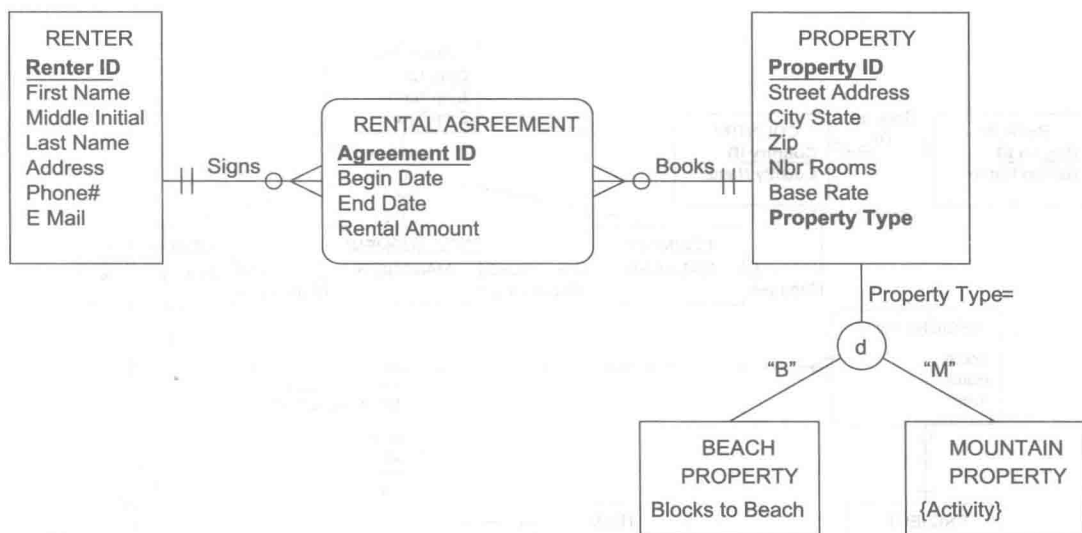 RENTER
Renter ID
First Name
Middle Initial
Last Name
Address
Phone#
E Mail
Signs
RENTAL AGREEMENT
Agreement ID
Begin Date
End Date
Rental Amount
Books
PROPERTY
Property ID
Street Address
City State
Zip
Nbr Rooms
Base Rate
Property Type
Property Type=
d
“B”
“M”
BEACH
PROPERTY
Blocks to Beach
MOUNTAIN
PROPERTY
{Activity}